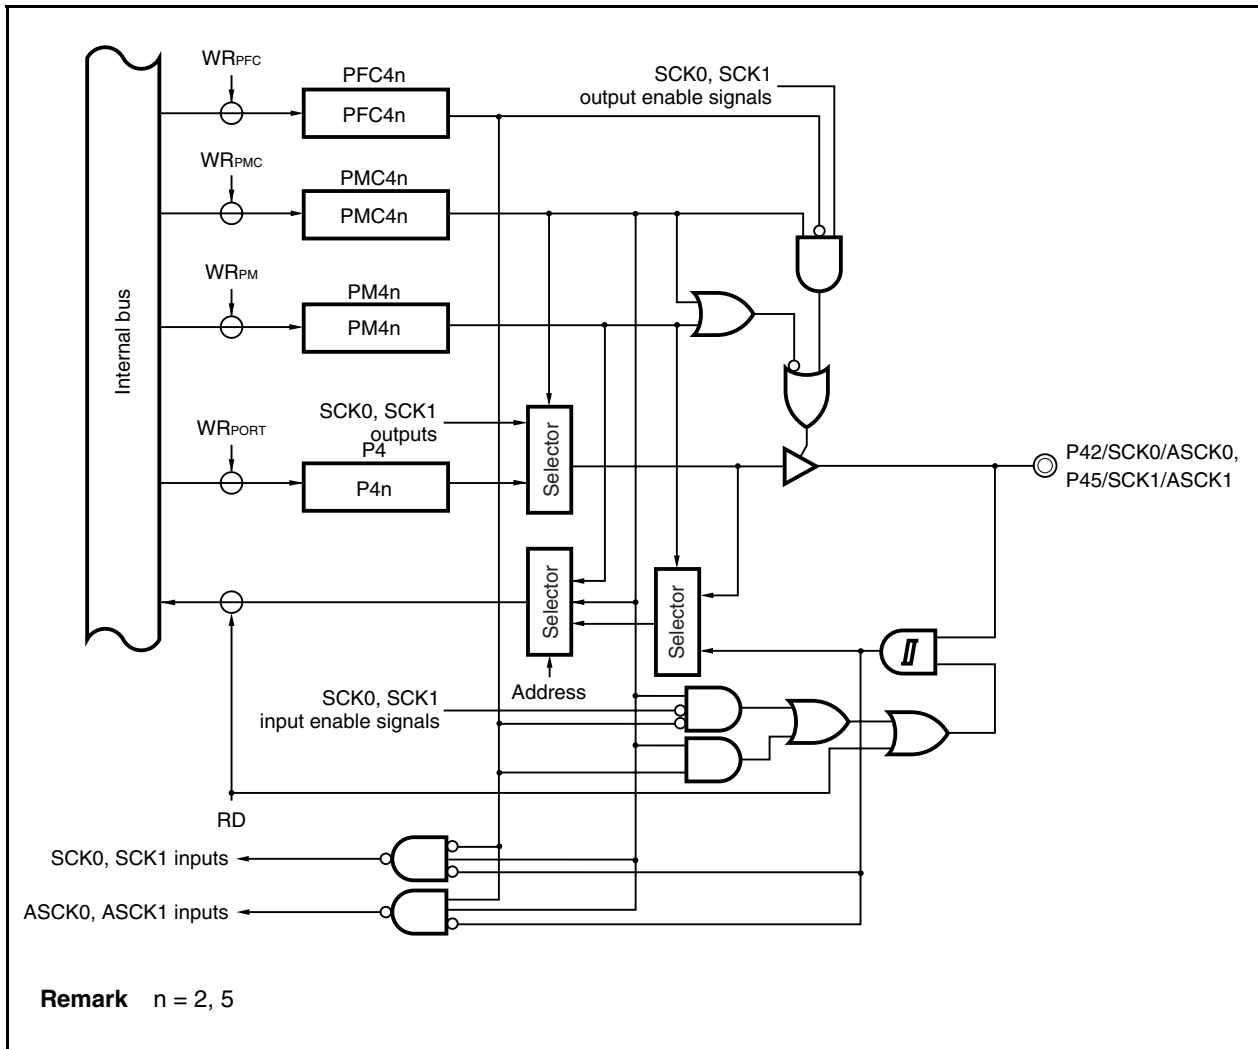 WRPFC
PFC4n
PFC4n
SCK0, SCK1
output enable signals
WRPMC
PMC4n
PMC4n
WRPM
PM4n
PM4n
Internal bus
SCK0, SCK1
outputs
WRPORT
P4
P4n
Selector
P42/SCK0/ASCK0,
P45/SCK1/ASCK1
Selector
Selector
Address
SCK0, SCK1
input enable signals
RD
SCK0, SCK1 inputs
ASCK0, ASCK1 inputs
Remark n = 2, 5